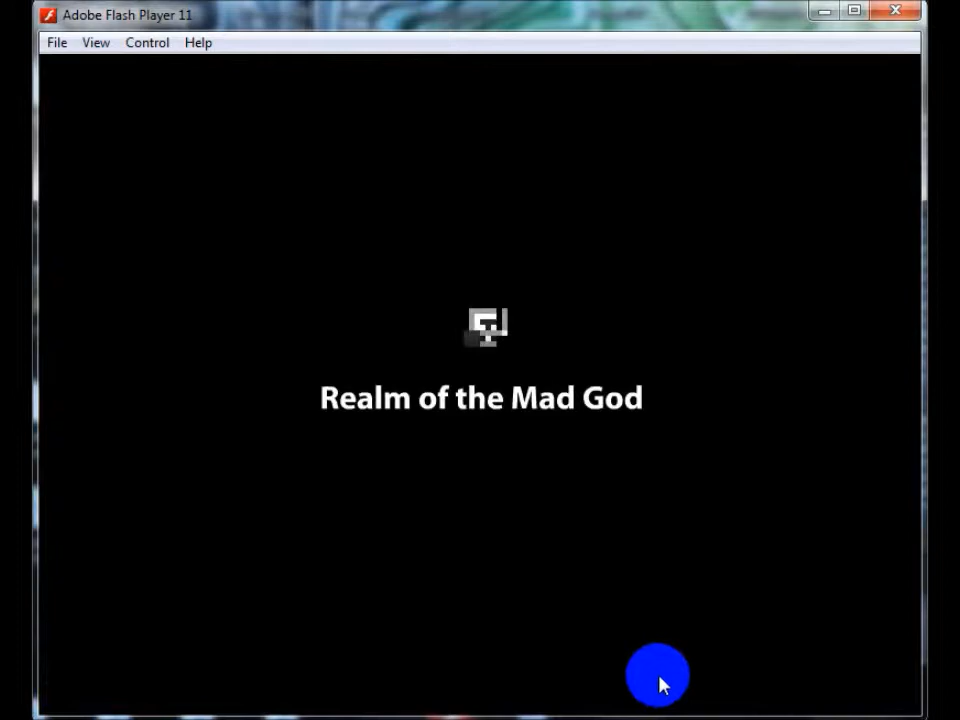 Adobe Flash Player 11
File View Control Help
Realm of the Mad God